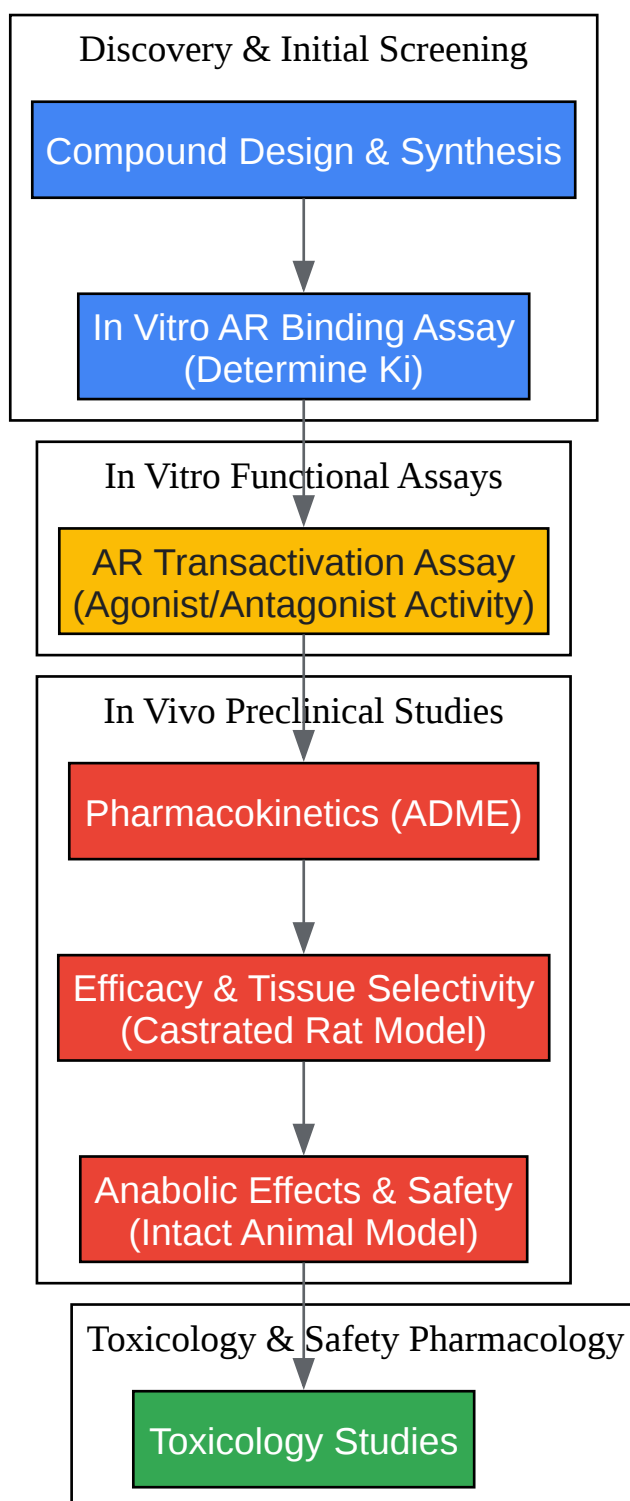 Discovery & Initial Screening
Compound Design & Synthesis
In Vitro AR Binding Assay
(Determine Ki)
In Vitro Functional Assays
AR Transactivation Assay
(Agonist/Antagonist Activity)
In Vivo Preclinical Studies
Pharmacokinetics (ADME)
Efficacy & Tissue Selectivity
(Castrated Rat Model)
Anabolic Effects & Safety
(Intact Animal Model)
Toxicology & Safety Pharmacology
Toxicology Studies